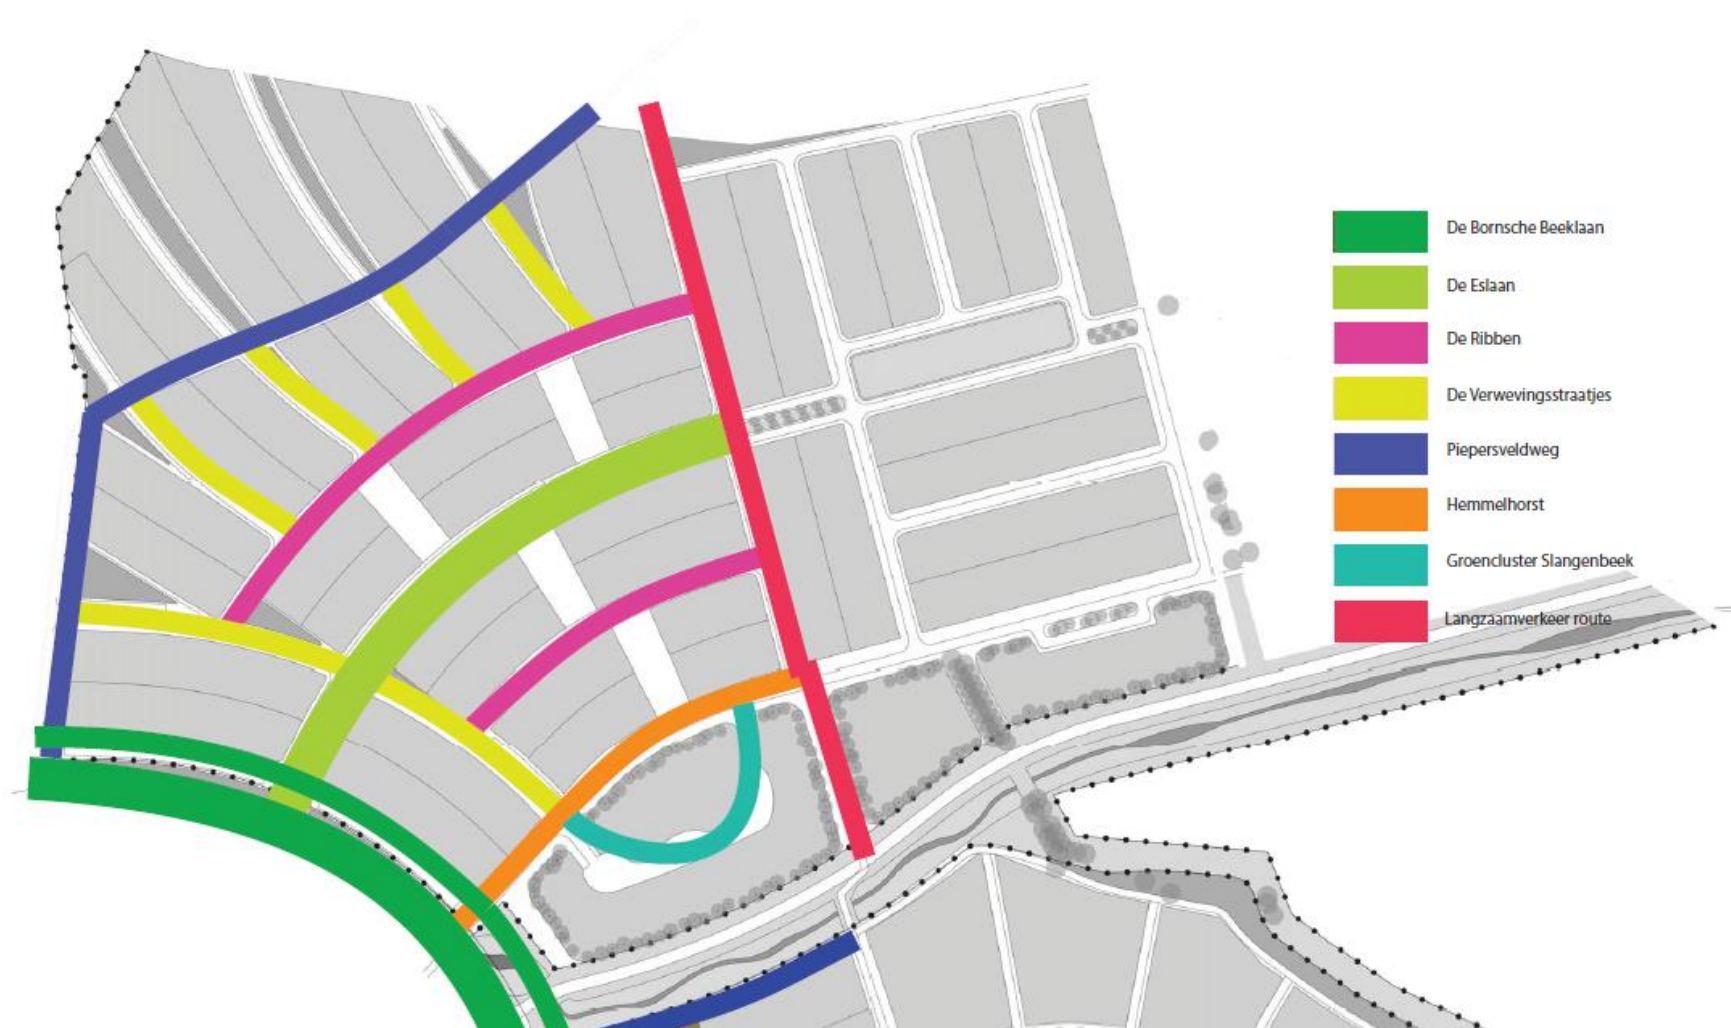 De Bornsche Beeklaan
De Eslaan
De Ribben
De Verwevingsstraatjes
Piepersveldweg
Hemmelhorst
Groencluster Slangenbeek
Langzaamverkeer route